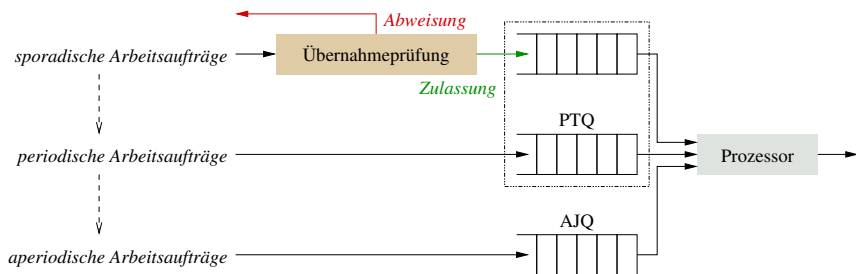 Abweisung
sporadische Arbeitsaufträge
Übernahmeprüfung
Zulassung
PTQ
periodische Arbeitsaufträge
Prozessor
AJQ
aperiodische Arbeitsaufträge